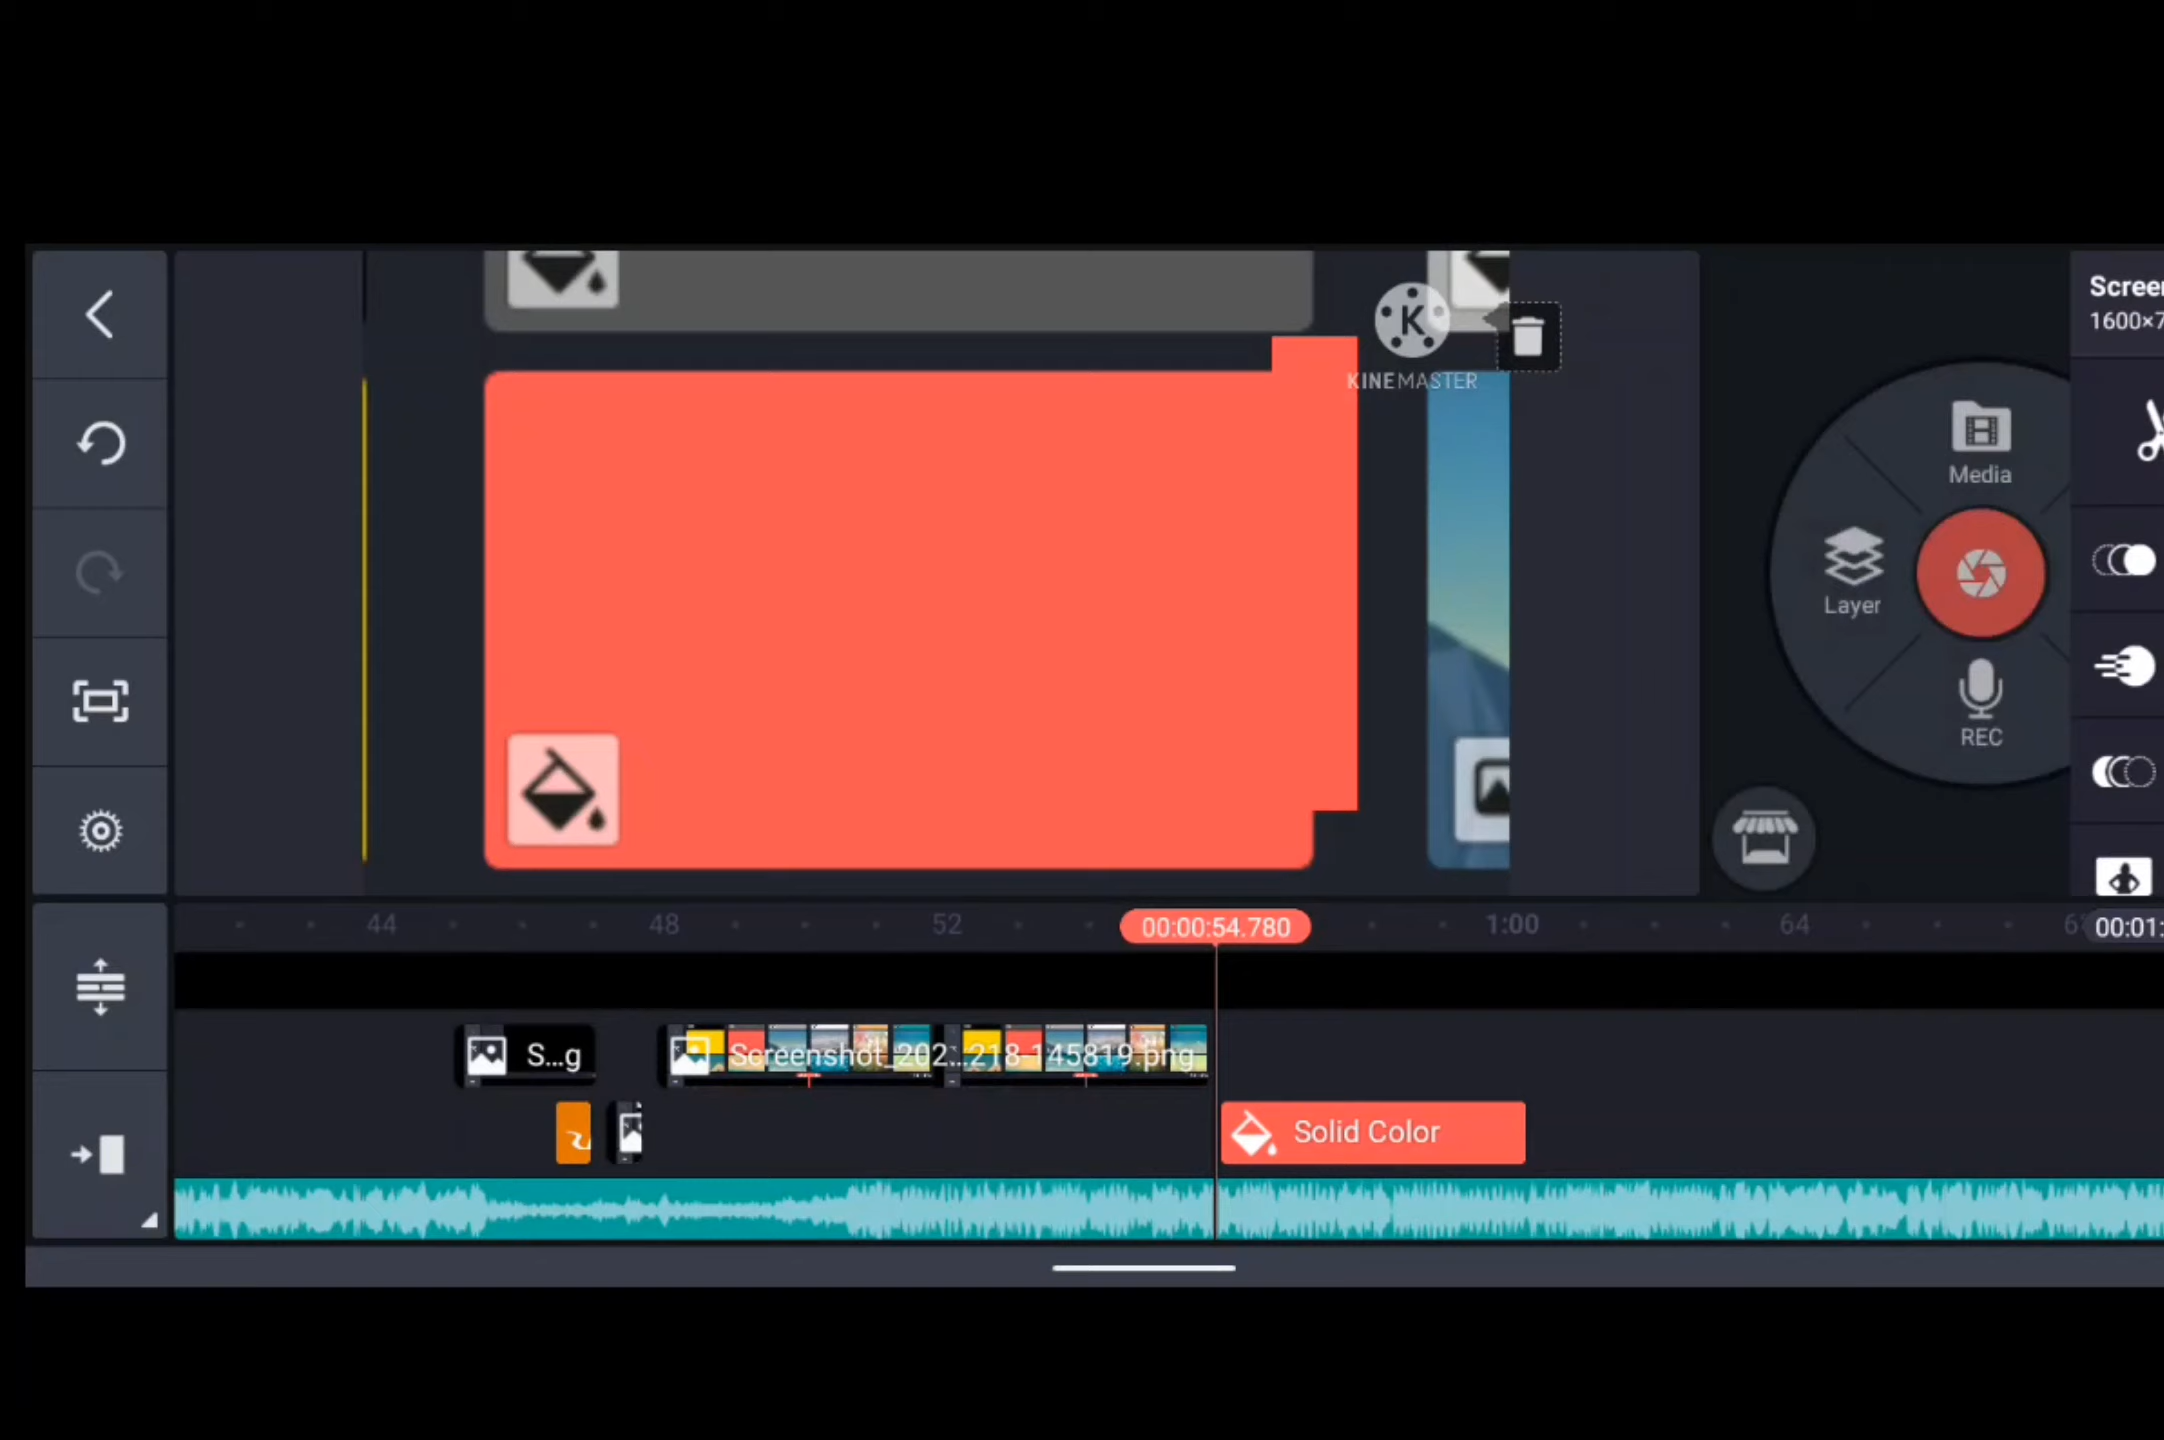 Screen
1600×7
KINEMASTER
Media
Layer
REC
44
48
52
00:00:54.780
1:00
64
00:01:
S...g
Screenshot_202...218-145819.png
Solid Color